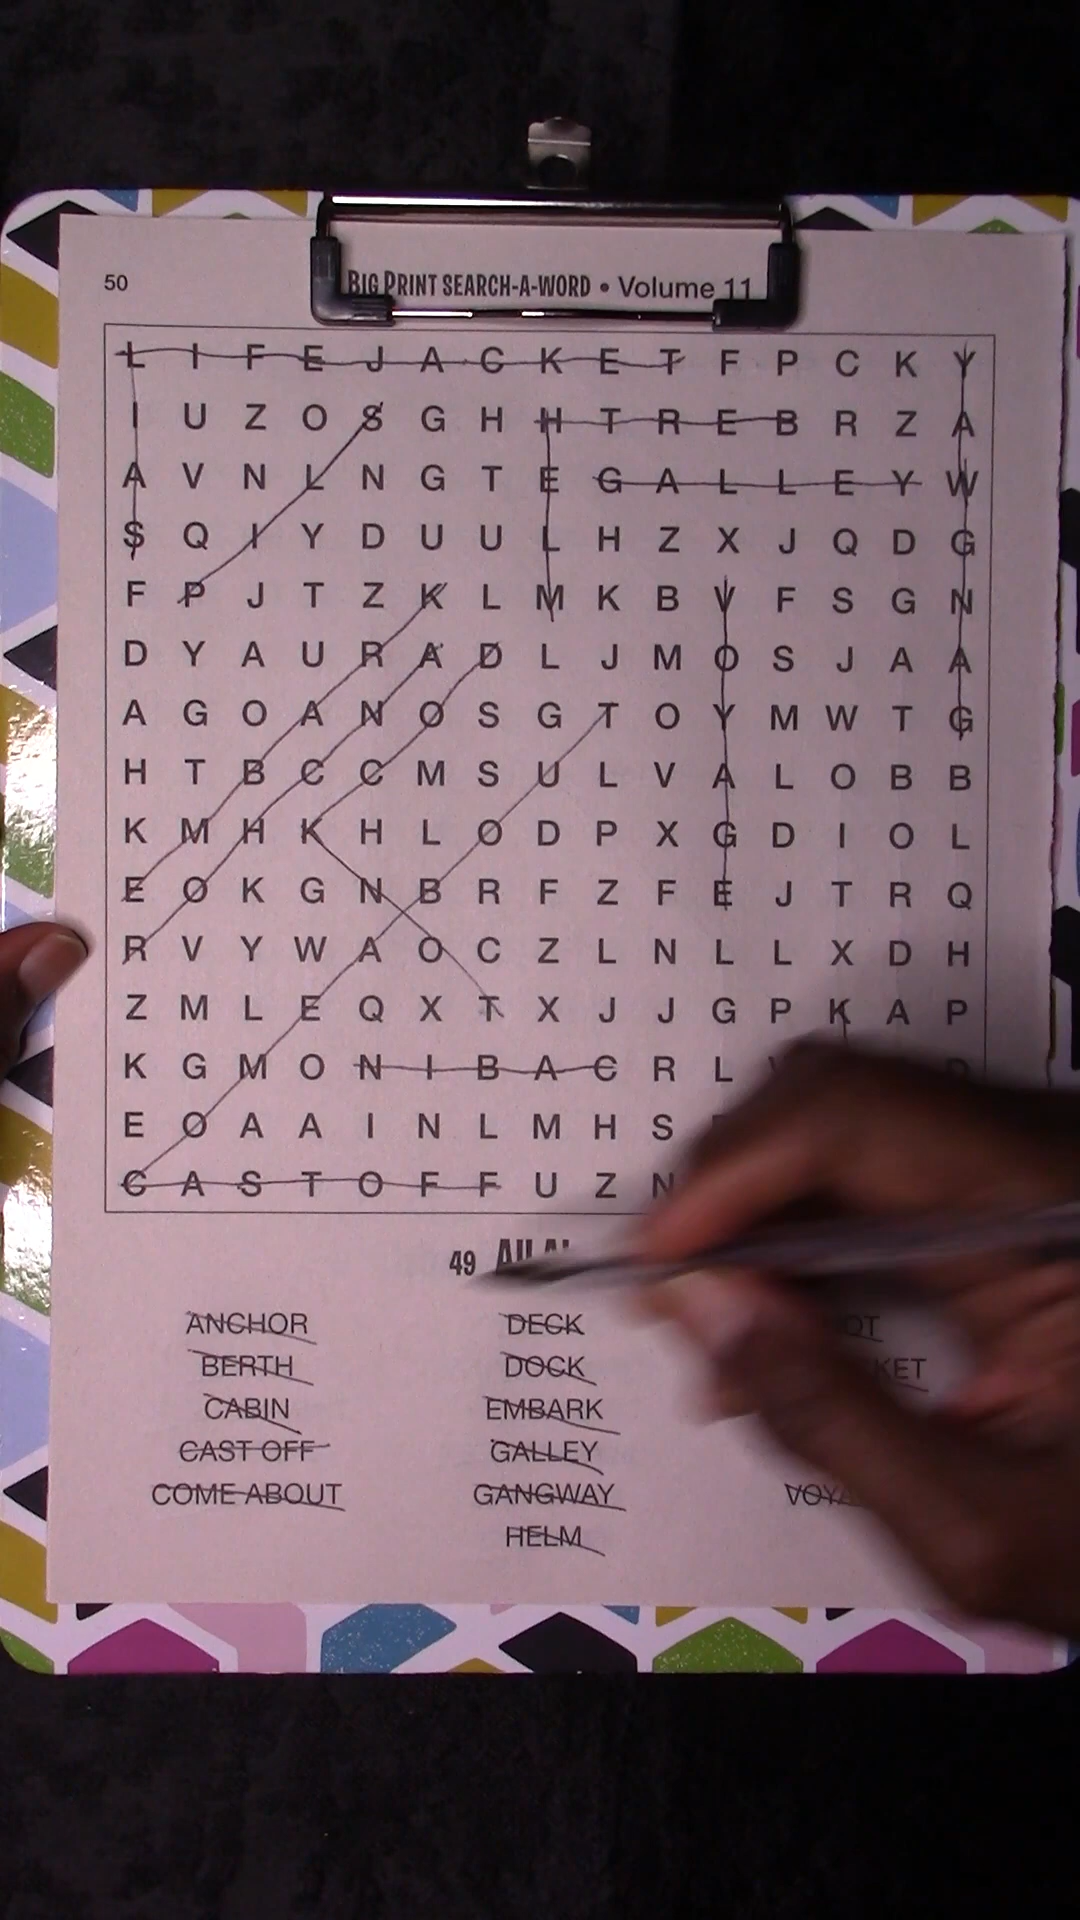 50 BIG PRINT SEARCH-A-WORD • Volume 11
L I F E J A C K E T F P C K Y
I U Z O S G H H T R E B R Z A
A V N L N G T E G A L L E Y W
S Q I Y D U U L H Z X J Q D G
F P J T Z K L M K B V F S G N
D Y A U R A D L J M O S J A A
A G O A N O S G T O Y M W T G
H T B C C M S U L V A L O B B
K M H K H L O D P X G D I O L
E O K G N B R F Z F E J T R Q
R V Y W A O C Z L N L L X D H
Z M L E Q X T X J J G P K A P
K G M O N I B A C R L
E O A A I N L M H S
C A S T O F F U Z N
49
ANCHOR DECK
BERTH DOCK
CABIN EMBARK
CAST OFF GALLEY
COME ABOUT GANGWAY
HELM